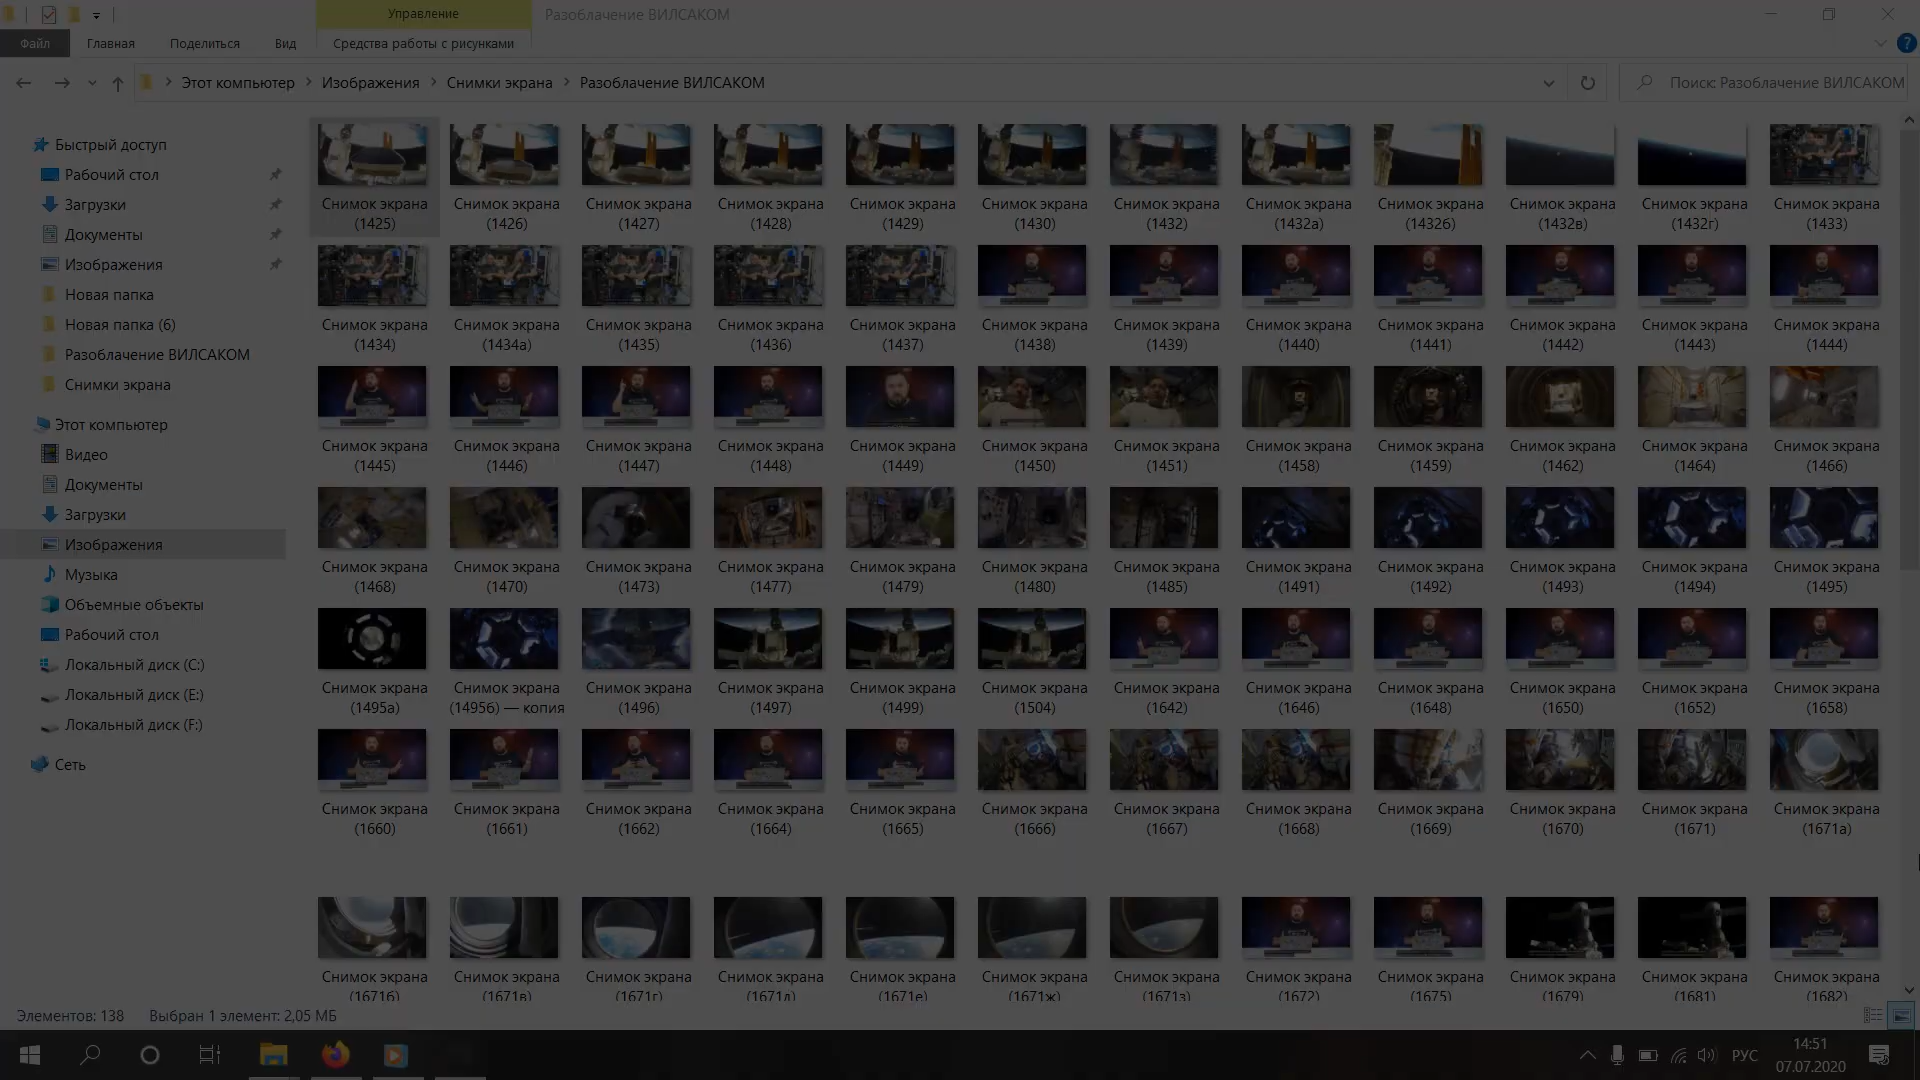 Управление
Разоблачение ВИЛСАКОМ
Файл
Главная
Поделиться
Вид
Средства работы с рисунками
Этот компьютер
Изображения
Снимки экрана
Разоблачение ВИЛСАКОМ
Поиск: Разоблачение ВИЛСАКОМ
Быстрый доступ
Рабочий стол
Загрузки
Документы
Изображения
Новая папка
Новая папка (6)
Разоблачение ВИЛСАКОМ
Снимки экрана
Этот компьютер
Видео
Документы
Загрузки
Изображения
Музыка
Объемные объекты
Рабочий стол
Локальный диск (C:)
Локальный диск (E:)
Локальный диск (F:)
Сеть
Снимок экрана (1425)
Снимок экрана (1426)
Снимок экрана (1427)
Снимок экрана (1428)
Снимок экрана (1429)
Снимок экрана (1430)
Снимок экрана (1432)
Снимок экрана (1432а)
Снимок экрана (1432б)
Снимок экрана (1432в)
Снимок экрана (1432г)
Снимок экрана (1433)
Снимок экрана (1434)
Снимок экрана (1434а)
Снимок экрана (1435)
Снимок экрана (1436)
Снимок экрана (1437)
Снимок экрана (1438)
Снимок экрана (1439)
Снимок экрана (1440)
Снимок экрана (1441)
Снимок экрана (1442)
Снимок экрана (1443)
Снимок экрана (1444)
Снимок экрана (1445)
Снимок экрана (1446)
Снимок экрана (1447)
Снимок экрана (1448)
Снимок экрана (1449)
Снимок экрана (1450)
Снимок экрана (1451)
Снимок экрана (1458)
Снимок экрана (1459)
Снимок экрана (1462)
Снимок экрана (1464)
Снимок экрана (1466)
Снимок экрана (1468)
Снимок экрана (1470)
Снимок экрана (1473)
Снимок экрана (1477)
Снимок экрана (1479)
Снимок экрана (1480)
Снимок экрана (1485)
Снимок экрана (1491)
Снимок экрана (1492)
Снимок экрана (1493)
Снимок экрана (1494)
Снимок экрана (1495)
Снимок экрана (1495а)
Снимок экрана (1495б) — копия
Снимок экрана (1496)
Снимок экрана (1497)
Снимок экрана (1499)
Снимок экрана (1504)
Снимок экрана (1642)
Снимок экрана (1646)
Снимок экрана (1648)
Снимок экрана (1650)
Снимок экрана (1652)
Снимок экрана (1658)
Снимок экрана (1660)
Снимок экрана (1661)
Снимок экрана (1662)
Снимок экрана (1664)
Снимок экрана (1665)
Снимок экрана (1666)
Снимок экрана (1667)
Снимок экрана (1668)
Снимок экрана (1669)
Снимок экрана (1670)
Снимок экрана (1671)
Снимок экрана (1671а)
Снимок экрана (1671б)
Снимок экрана (1671в)
Снимок экрана (1671г)
Снимок экрана (1671д)
Снимок экрана (1671е)
Снимок экрана (1671ж)
Снимок экрана (1671з)
Снимок экрана (1672)
Снимок экрана (1675)
Снимок экрана (1679)
Снимок экрана (1681)
Снимок экрана (1682)
Элементов: 138
Выбран 1 элемент: 2,05 МБ
РУС
14:51
07.07.2020